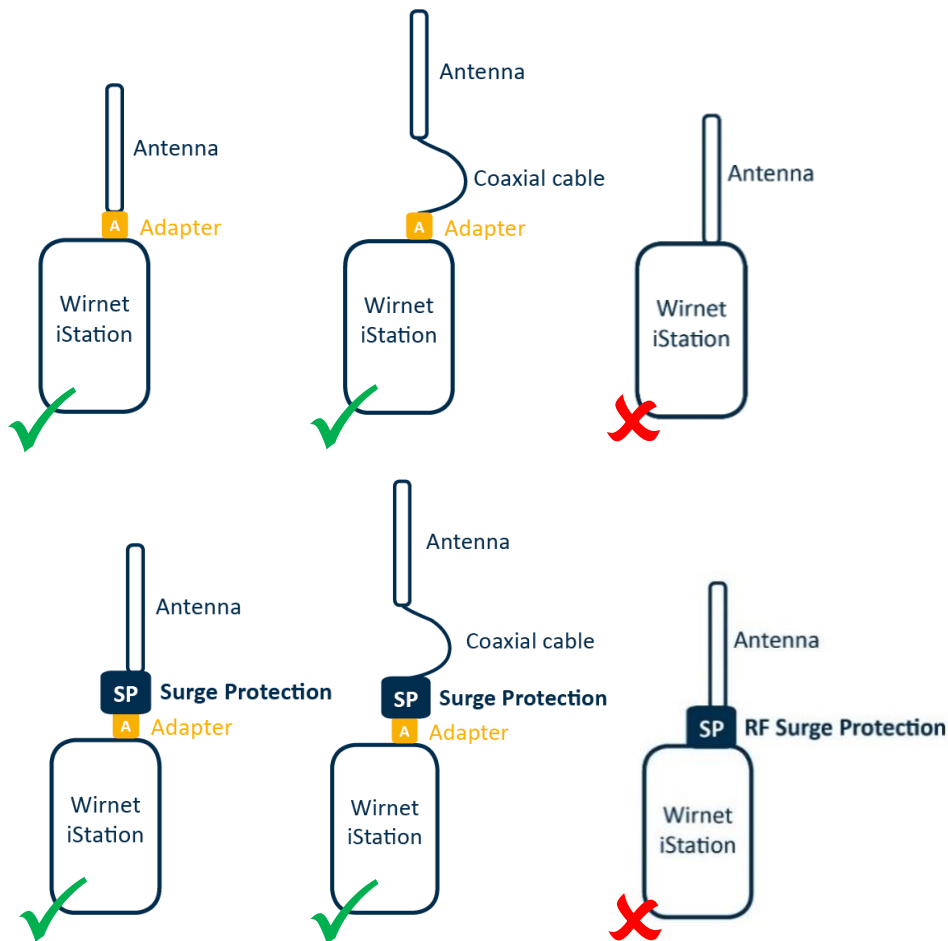 Antenna
A Adapter
Wirnet
iStation
Antenna
Coaxial cable
A Adapter
Wirnet
iStation
Antenna
Wirnet
iStation
Antenna
SP Surge Protection
A Adapter
Wirnet
iStation
Antenna
Coaxial cable
SP Surge Protection
A Adapter
Wirnet
iStation
Antenna
SP RF Surge Protection
Wirnet
iStation